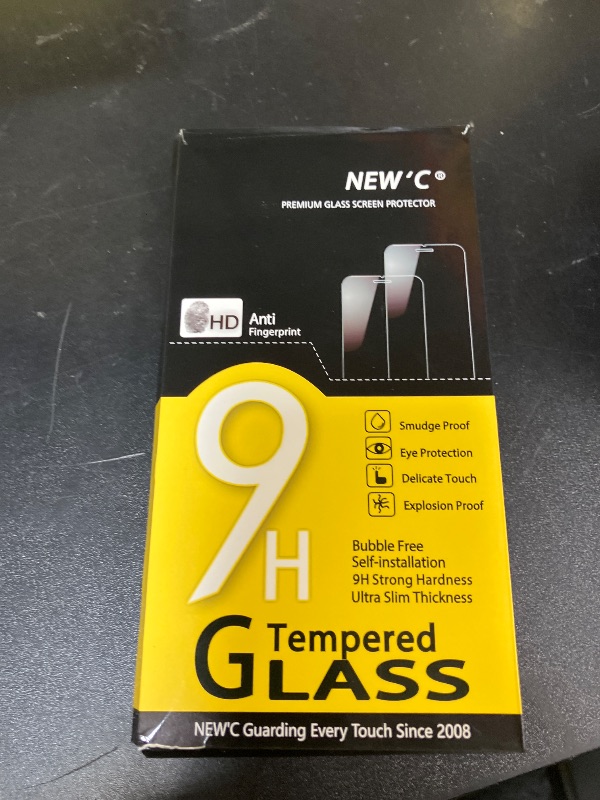 NEW'C ®
PREMIUM GLASS SCREEN PROTECTOR
HD
Anti
Fingerprint
9H
Smudge Proof
Eye Protection
Delicate Touch
Explosion Proof
Bubble Free
Self-installation
9H Strong Hardness
Ultra Slim Thickness
Tempered
GLASS
NEW'C Guarding Every Touch Since 2008